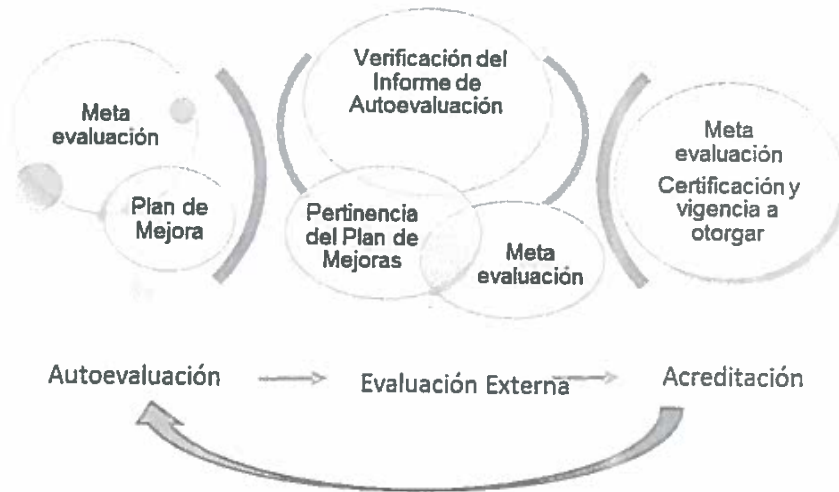 Meta
evaluación
Plan de
Mejora
Verificación del
Informe de
Autoevaluación
Pertinencia
del Plan de
Mejoras
Meta
evaluación
Meta
evaluación
Certificación y
vigencia a
otorgar
Autoevaluación
Evaluación Externa
Acreditación